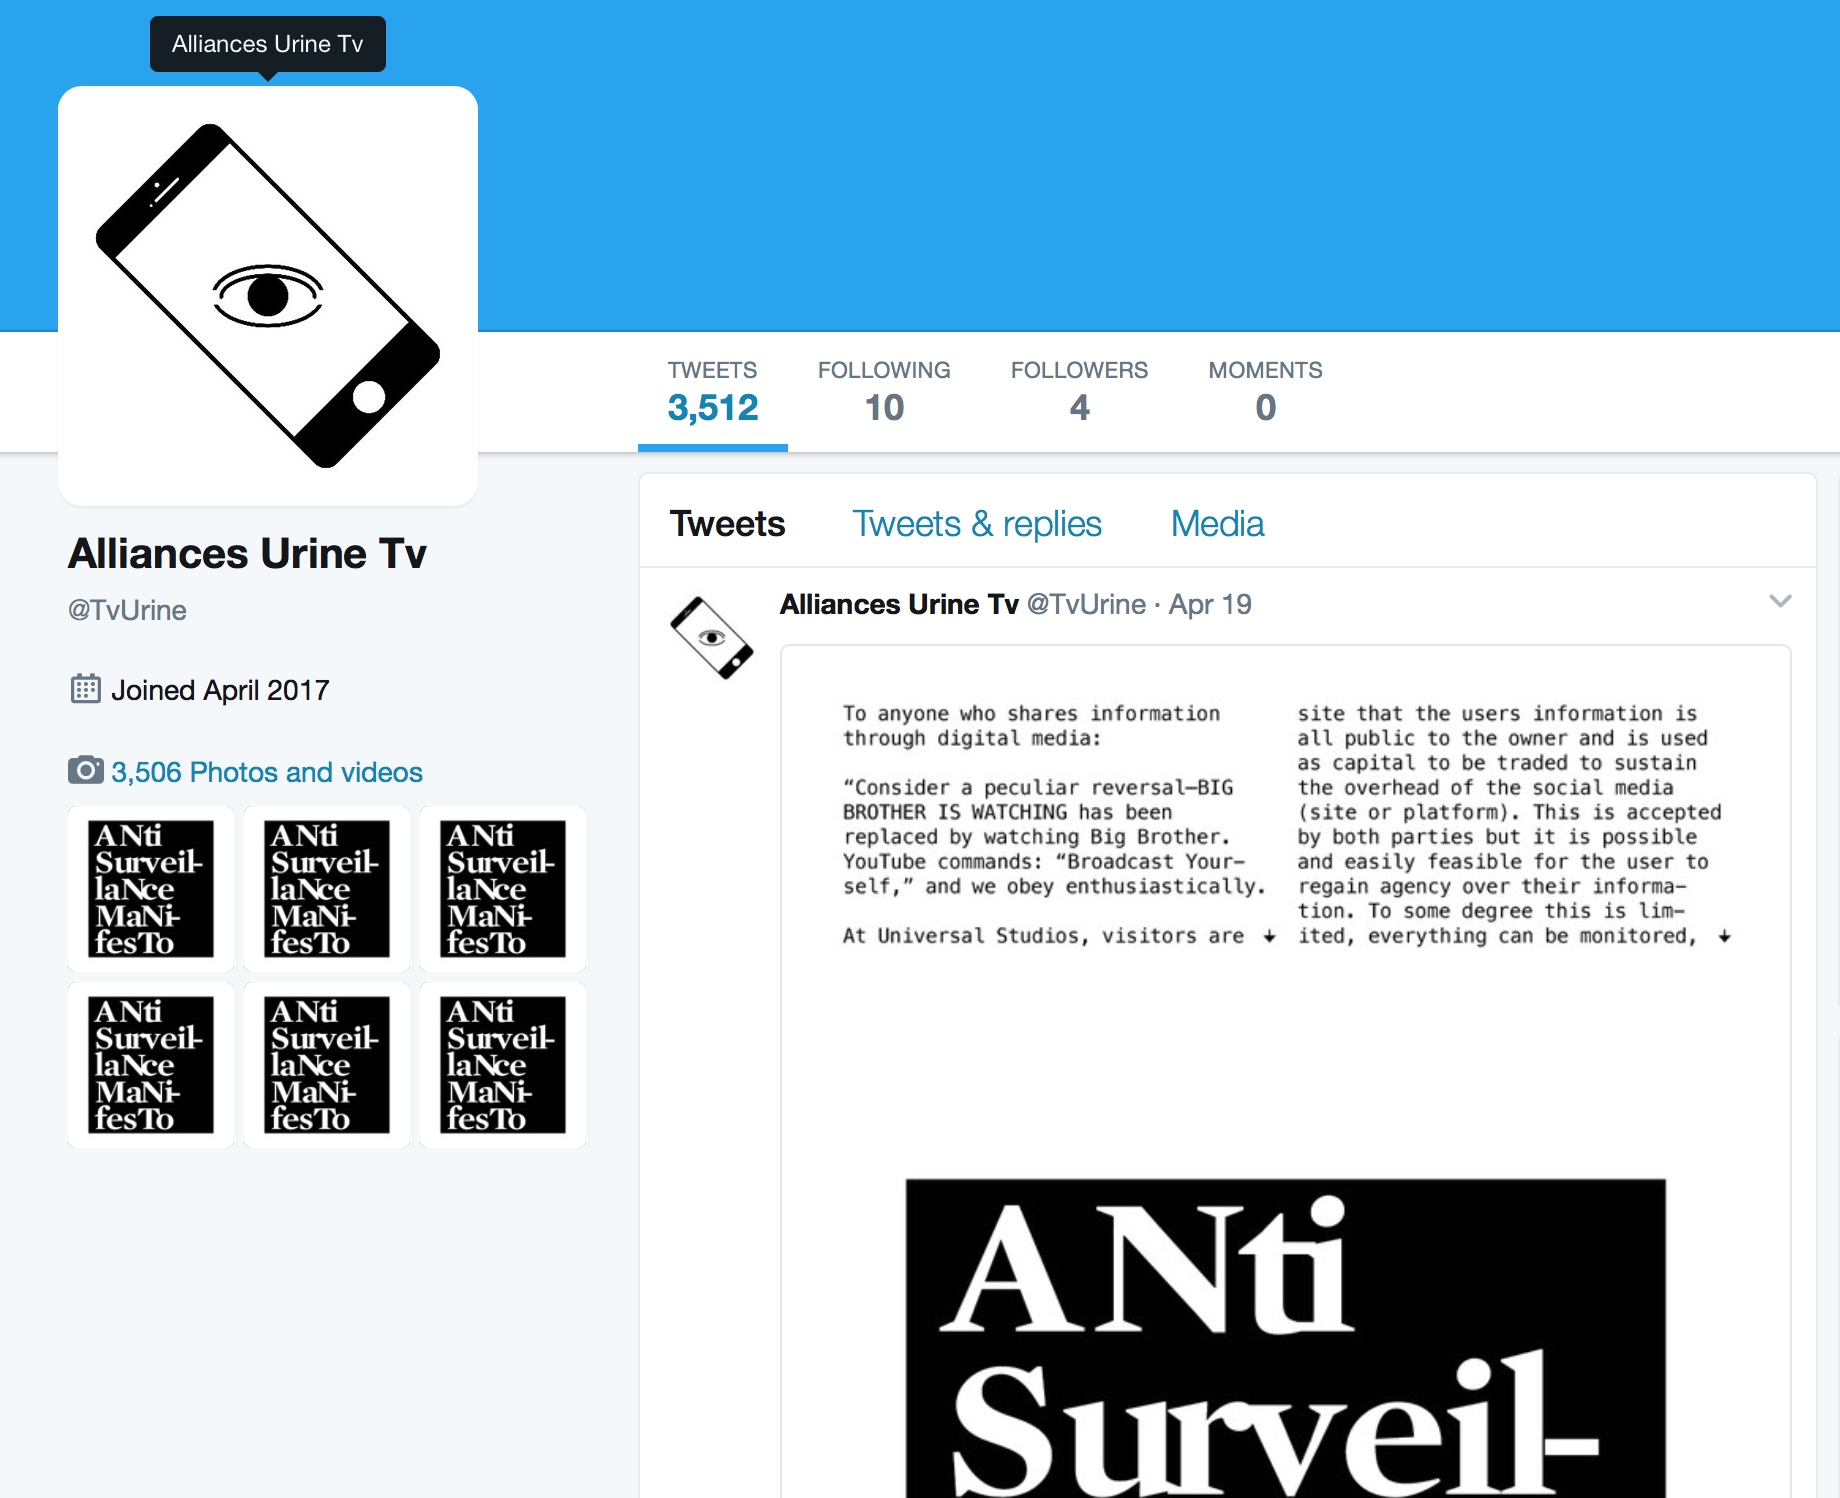 Alliances Urine Tv
TWEETS
3,512
FOLLOWING
10
FOLLOWERS
4
MOMENTS
0
Alliances Urine Tv
@TvUrine
Joined April 2017
3,506 Photos and videos
ANti
Surveil-
laNce
MaNi-
fesTo
ANti
Surveil-
laNce
MaNi-
fesTo
ANti
Surveil-
laNce
MaNi-
fesTo
ANti
Surveil-
laNce
MaNi-
fesTo
ANti
Surveil-
laNce
MaNi-
fesTo
ANti
Surveil-
laNce
MaNi-
fesTo
Tweets
Tweets & replies
Media
Alliances Urine Tv @TvUrine · Apr 19
To anyone who shares information
through digital media:
“Consider a peculiar reversal—BIG
BROTHER IS WATCHING has been
replaced by watching Big Brother.
YouTube commands: “Broadcast Your-
self,” and we obey enthusiastically.
At Universal Studios, visitors are ↓
site that the users information is
all public to the owner and is used
as capital to be traded to sustain
the overhead of the social media
(site or platform). This is accepted
by both parties but it is possible
and easily feasible for the user to
regain agency over their informa-
tion. To some degree this is lim-
ited, everything can be monitored, ↓
ANti
Surveil-